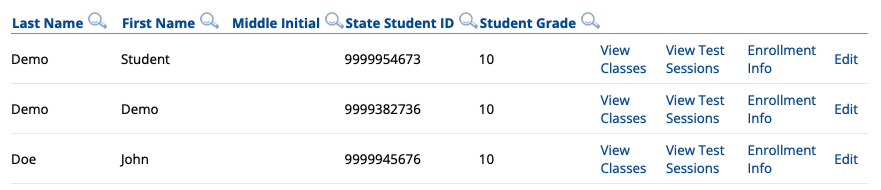 Last Name First Name Middle Initial State Student ID Student Grade
Demo Student 9999954673 10 View Classes View Test Sessions Enrollment Info Edit
Demo Demo 9999382736 10 View Classes View Test Sessions Enrollment Info Edit
Doe John 9999945676 10 View Classes View Test Sessions Enrollment Info Edit